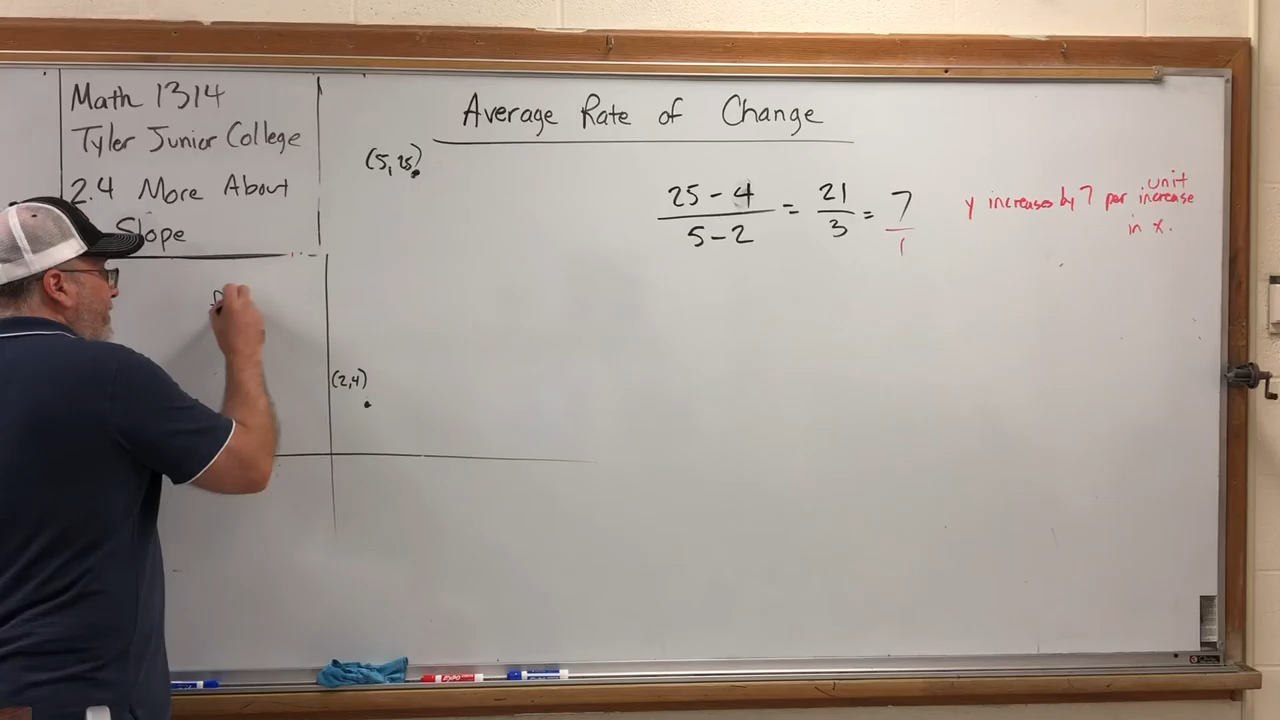 Math 1314
Tyler Junior College
2.4 More About
Slope
Average Rate of Change
(5,25)
(2,4)
25-4 / 5-2 = 21 / 3 = 7 / 1
y increases by 7 per unit increase
in x.